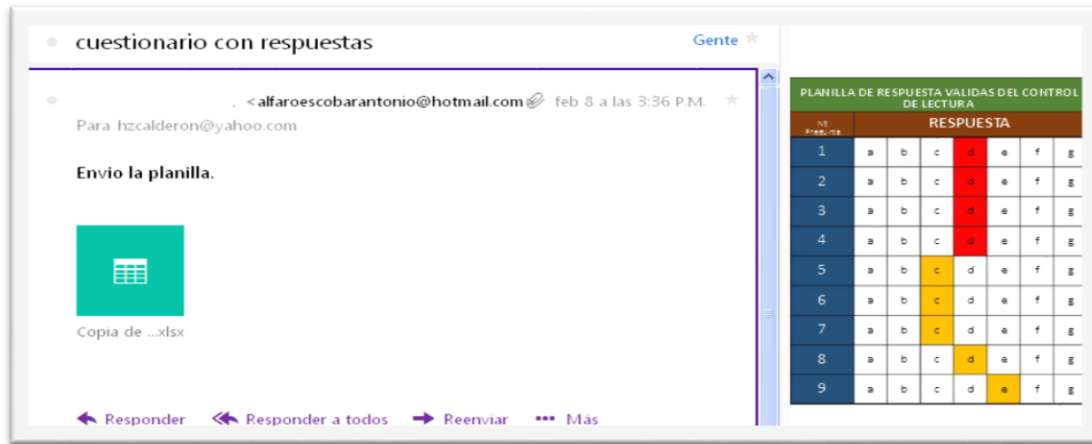 cuestionario con respuestas
Gente
. <alfaroescobarantonio@hotmail.com feb 8 a las 3:36 P.M.
Para hzcalderon@yahoo.com
Envio la planilla.
Copia de ...xlsx
Responder Responder a todos Reenviar Más
PLANILLA DE RESPUESTA VALIDAS DEL CONTROL
DE LECTURA
Nº Pregunta RESPUESTA
1 a b c d e f g
2 a b c d e f g
3 a b c d e f g
4 a b c d e f g
5 a b c d e f g
6 a b c d e f g
7 a b c d e f g
8 a b c d e f g
9 a b c d e f g